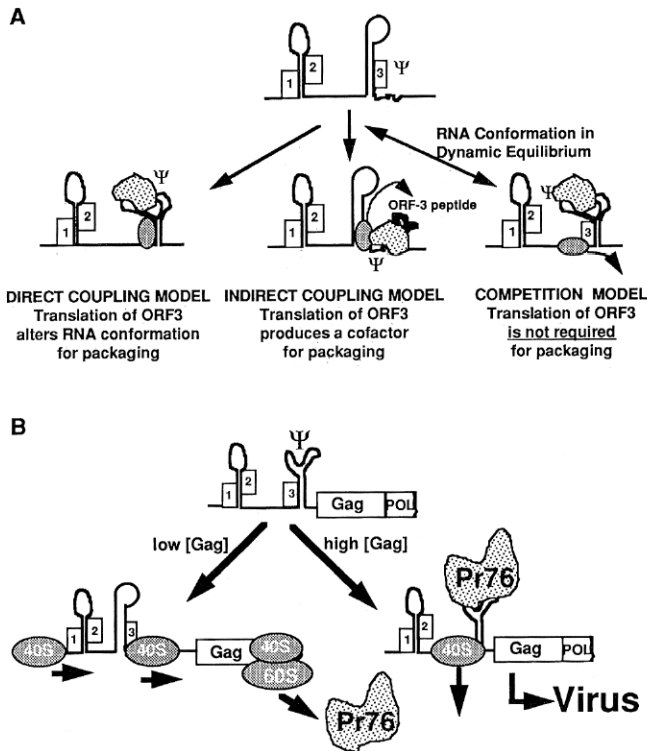 A
1
2
3
Ψ
RNA Conformation in
Dynamic Equilibrium
1
2
Ψ
1
2
ORF-3 peptide
Ψ
1
2
Ψ
3
DIRECT COUPLING MODEL
Translation of ORF3
alters RNA conformation
for packaging
INDIRECT COUPLING MODEL
Translation of ORF3
produces a cofactor
for packaging
COMPETITION MODEL
Translation of ORF3
is not required
for packaging
B
Ψ
1
2
3
Gag
POL
low [Gag]
high [Gag]
40S
1
2
3
40S
Gag
40S
60S
Pr76
Pr76
1
2
40S
Gag
POL
Virus